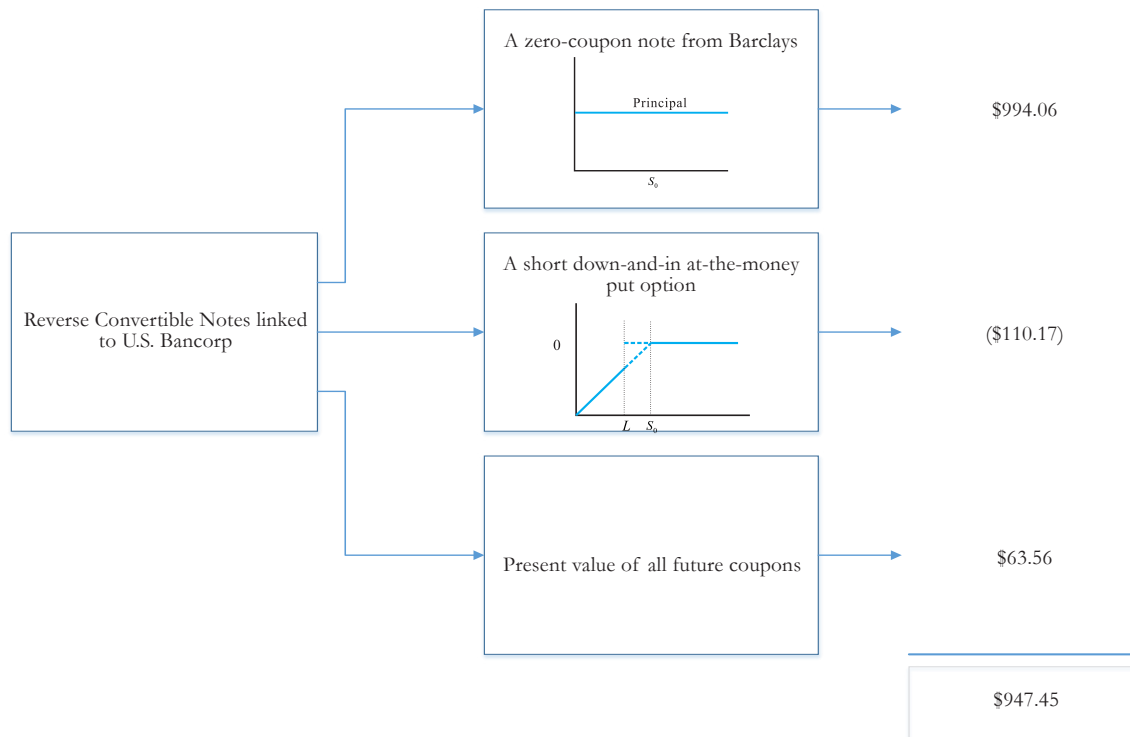 A zero-coupon note from Barclays
Principal
S₀
$994.06
Reverse Convertible Notes linked
to U.S. Bancorp
A short down-and-in at-the-money
put option
0
L S₀
($110.17)
Present value of all future coupons
$63.56
$947.45